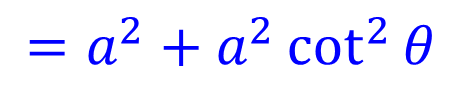 = a² + a² cot² θ